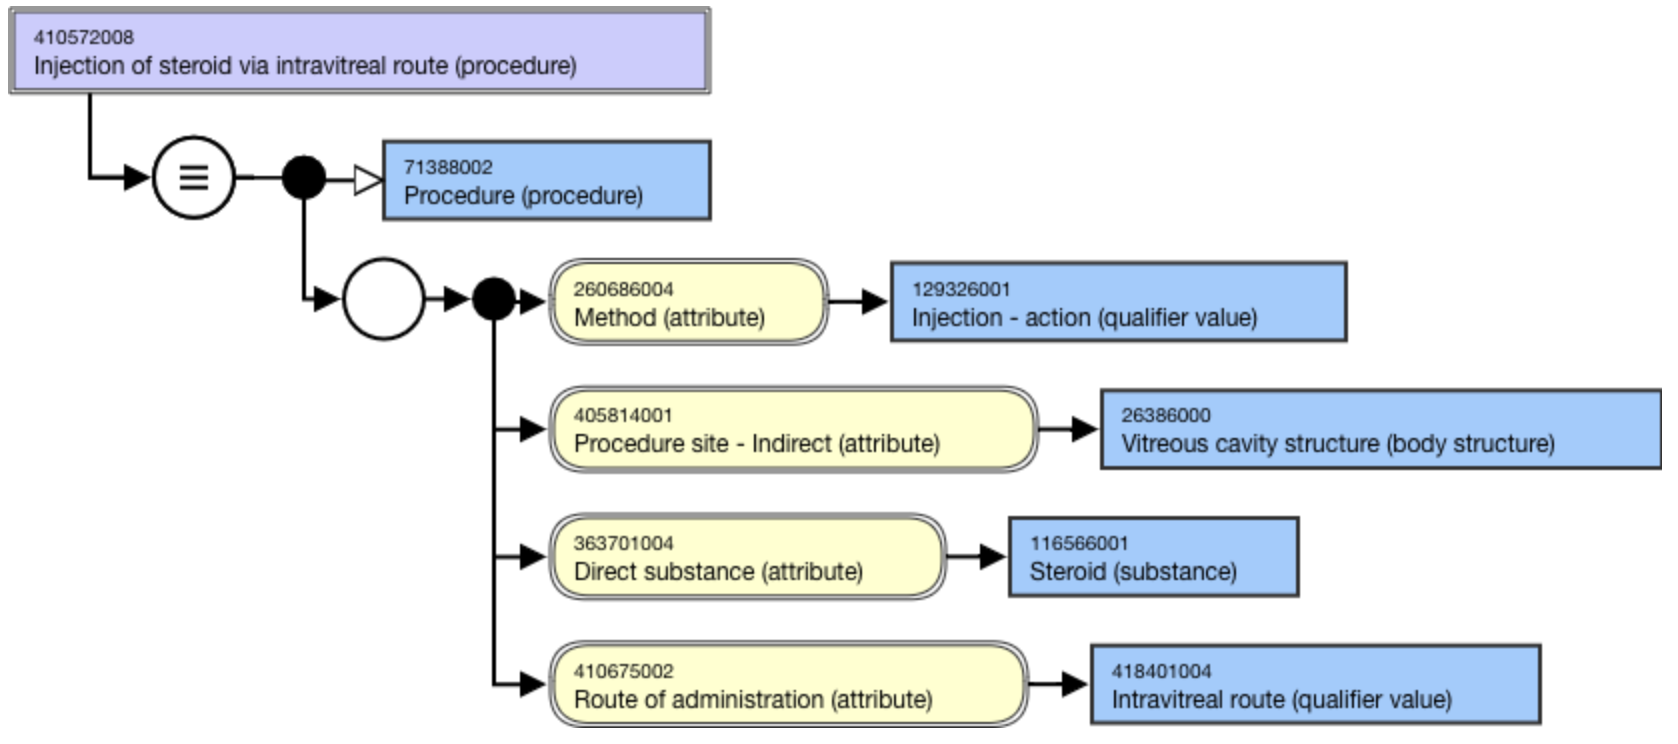 410572008
Injection of steroid via intravitreal route (procedure)
71388002
Procedure (procedure)
260686004
Method (attribute)
129326001
Injection - action (qualifier value)
405814001
Procedure site - Indirect (attribute)
26386000
Vitreous cavity structure (body structure)
363701004
Direct substance (attribute)
116566001
Steroid (substance)
410675002
Route of administration (attribute)
418401004
Intravitreal route (qualifier value)